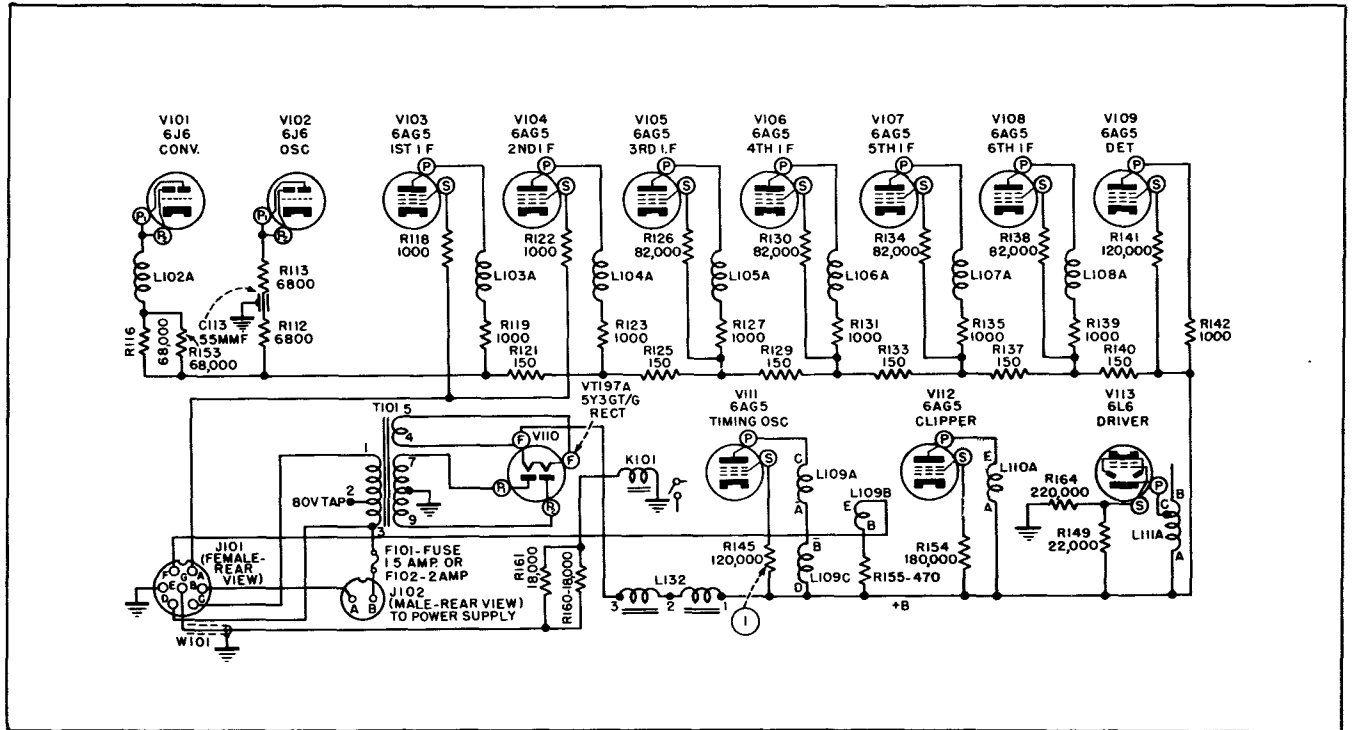 V101
6J6
CONV.
V102
6J6
OSC
V103
6AG5
1ST I F
V104
6AG5
2ND I F
V105
6AG5
3RD I.F
V106
6AG5
4TH I F
V107
6AG5
5TH I F
V108
6AG5
6TH I F
V109
6AG5
DET
P1
P2
P1
P2
P
S
P
S
P
S
P
S
P
S
P
S
P
S
L102A
R113
6800
C113
55MMF
R112
6800
R116
68,000
R153
68,000
R118
1000
L103A
R119
1000
R121
150
R122
1000
L104A
R123
1000
R125
150
R126
82,000
L105A
R127
1000
R129
150
R130
82,000
L106A
R131
1000
R133
150
R134
82,000
L107A
R135
1000
R137
150
R138
82,000
L108A
R139
1000
R140
150
R141
120,000
R142
1000
VT197A
5Y3GT/G
RECT
T101
5
4
1
2
3
7
9
80V TAP
V110
F
F
R
R
K101
V111
6AG5
TIMING OSC
P
S
C
L109A
A
B
L109C
D
L109B
E
B
R145
120,000
R155-470
V112
6AG5
CLIPPER
P
S
E
L110A
A
R154
180,000
V113
6L6
DRIVER
P
S
R164
220,000
R149
22,000
B
C
L111A
A
J101
(FEMALE-
REAR
VIEW)
F
A
E
G
B
D
C
W101
F101-FUSE
1.5 AMP. OR
F102-2AMP
J102
(MALE-REAR VIEW)
TO POWER SUPPLY
A
B
R161
18,000
R160-18,000
L132
3
2
1
+B
1